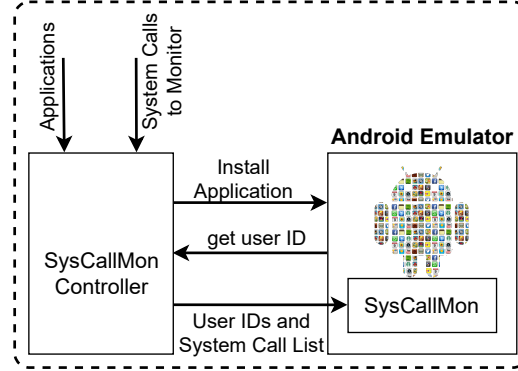 Applications
System Calls
to Monitor
Android Emulator
Install
Application
get user ID
SysCallMon
Controller
SysCallMon
User IDs and
System Call List